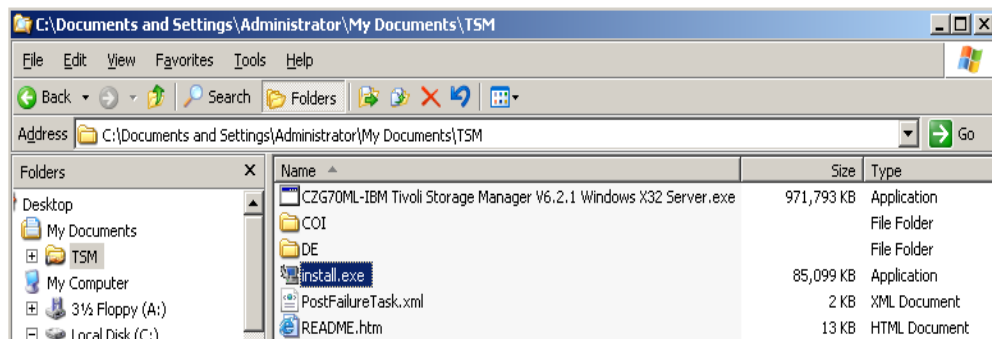 C:\Documents and Settings\Administrator\My Documents\TSM
File Edit View Favorites Tools Help
Back Search Folders
Address C:\Documents and Settings\Administrator\My Documents\TSM Go
Folders x Name Size Type
CZG70ML-IBM Tivoli Storage Manager V6.2.1 Windows X32 Server.exe 971,793 KB Application
Desktop
COI File Folder
My Documents
DE File Folder
TSM
install.exe 85,099 KB Application
My Computer
PostFailureTask.xml 2 KB XML Document
3½ Floppy (A:)
README.htm 13 KB HTML Document
Local Disk (C:)